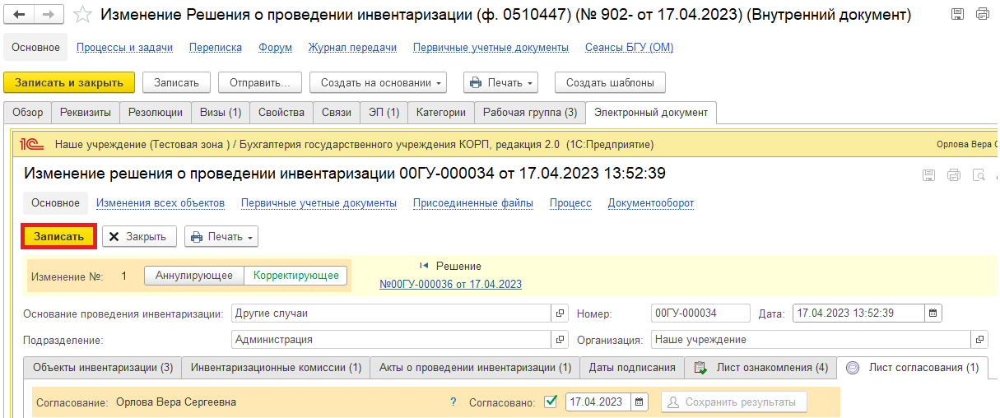 Изменение Решения о проведении инвентаризации (ф. 0510447) (№ 902- от 17.04.2023) (Внутренний документ)
Основное Процессы и задачи Переписка Форум Журнал передачи Первичные учетные документы Сеансы БГУ (ОМ)
Записать и закрыть Записать Отправить... Создать на основании Печать Создать шаблоны
Обзор Реквизиты Резолюции Визы (1) Свойства Связи ЭП (1) Категории Рабочая группа (3) Электронный документ
1С Наше учреждение (Тестовая зона ) / Бухгалтерия государственного учреждения КОРП, редакция 2.0 (1С:Предприятие) Орлова Вера С
Изменение решения о проведении инвентаризации 00ГУ-000034 от 17.04.2023 13:52:39
Основное Изменения всех объектов Первичные учетные документы Присоединенные файлы Процесс Документооборот
Записать Закрыть Печать
Изменение №: 1 Аннулирующее Корректирующее Решение
№00ГУ-000036 от 17.04.2023
Основание проведения инвентаризации: Другие случаи Номер: 00ГУ-000034 Дата: 17.04.2023 13:52:39
Подразделение: Администрация Организация: Наше учреждение
Объекты инвентаризации (3) Инвентаризационные комиссии (1) Акты о проведении инвентаризации (1) Даты подписания Лист ознакомления (4) Лист согласования (1)
Согласование: Орлова Вера Сергеевна ? Согласовано: 17.04.2023 Сохранить результаты